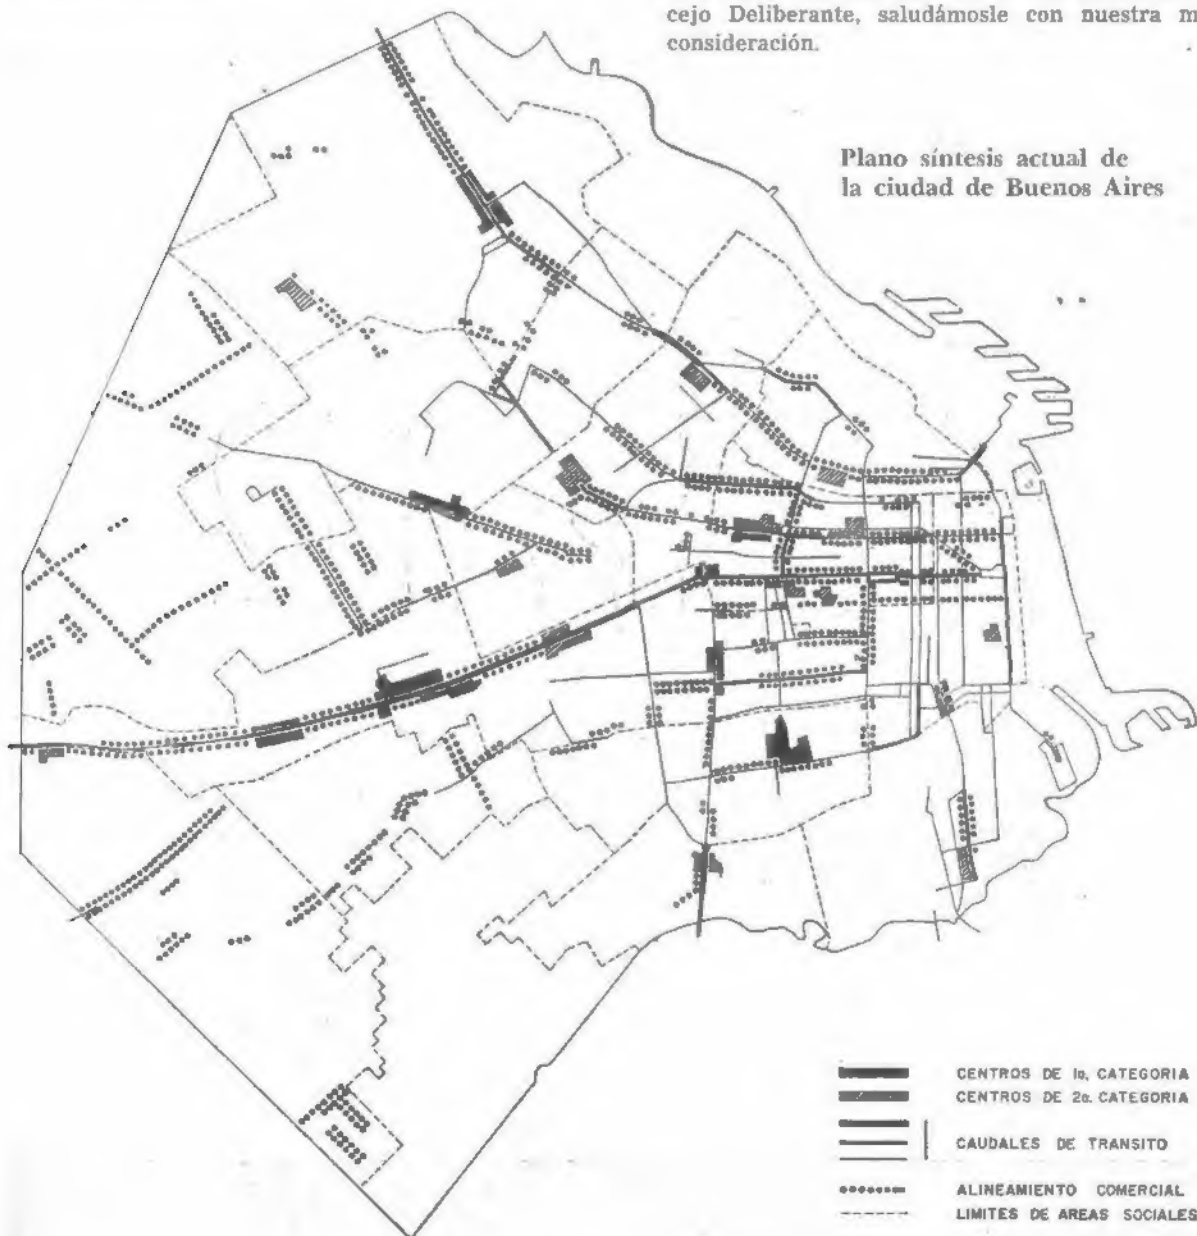 cejo Deliberante, saludámosle con nuestra m
consideración.
Plano síntesis actual de
la ciudad de Buenos Aires
CENTROS DE 1a. CATEGORIA
CENTROS DE 2a. CATEGORIA
CAUDALES DE TRANSITO
ALINEAMIENTO COMERCIAL
LIMITES DE AREAS SOCIALES